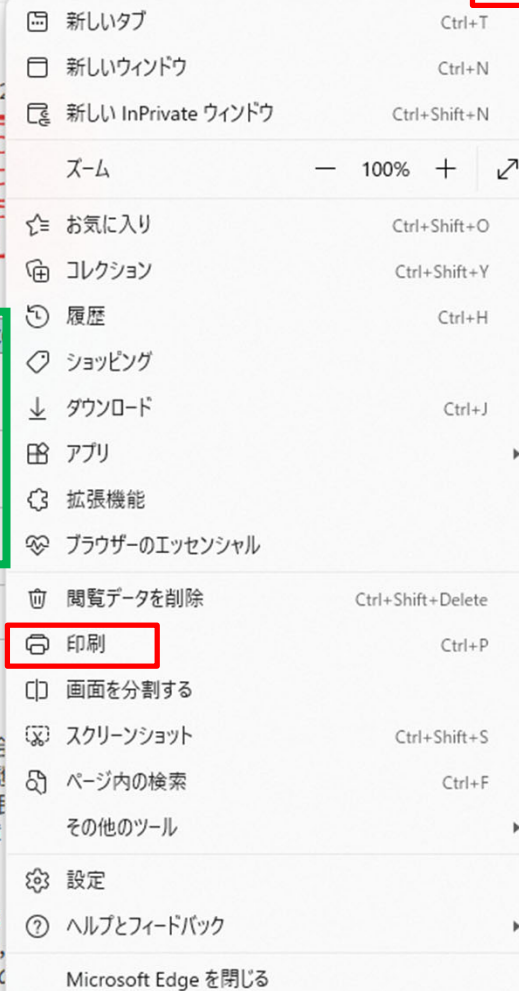 新しいタブ Ctrl+T
新しいウィンドウ Ctrl+N
新しい InPrivate ウィンドウ Ctrl+Shift+N
ズーム — 100% +
お気に入り Ctrl+Shift+O
コレクション Ctrl+Shift+Y
履歴 Ctrl+H
ショッピング
ダウンロード Ctrl+J
アプリ
拡張機能
ブラウザーのエッセンシャル
閲覧データを削除 Ctrl+Shift+Delete
印刷 Ctrl+P
画面を分割する
スクリーンショット Ctrl+Shift+S
ページ内の検索 Ctrl+F
その他のツール
設定
ヘルプとフィードバック
Microsoft Edge を閉じる